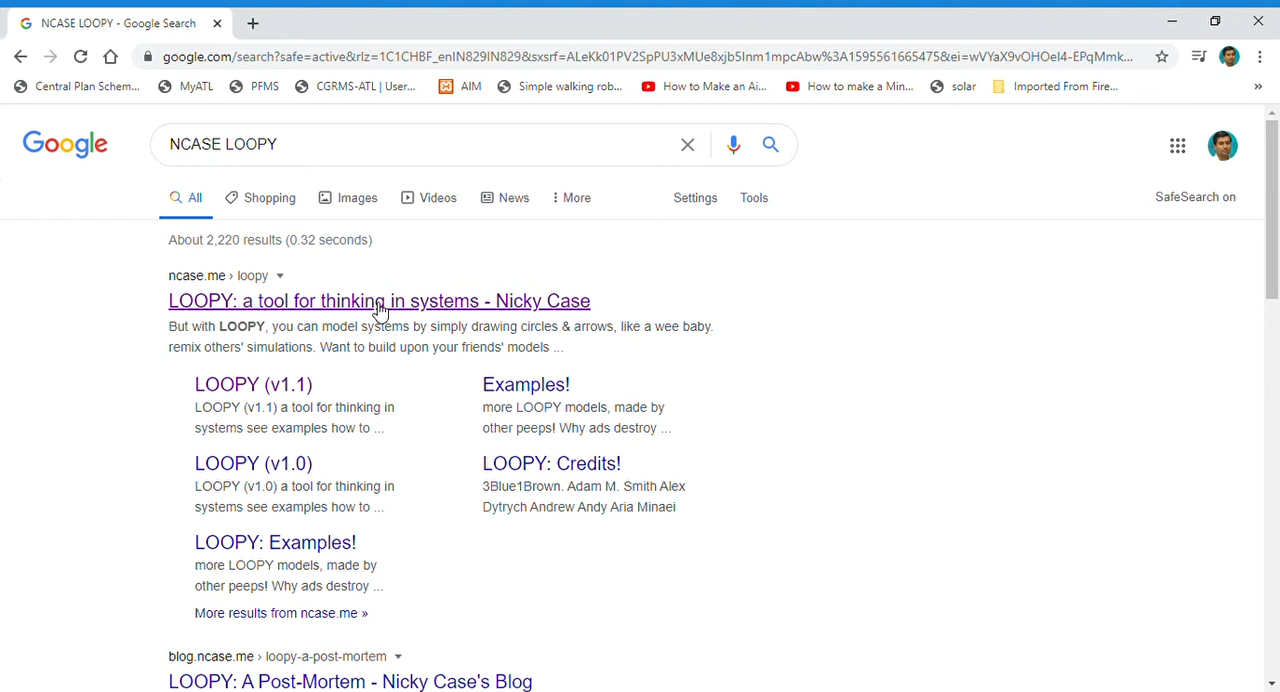 NCASE LOOPY - Google Search
google.com/search?safe=active&rlz=1C1CHBF_enIN829IN829&sxsrf=ALeKk01PV2SpPU3xMUe8xjb5Inm1mpcAbw%3A1595561665475&ei=wVYaX9vOHOeI4-EPqMmk...
Central Plan Schem... MyATL PFMS CGRMS-ATL | User... AIM Simple walking rob... How to Make an Ai... How to make a Min... solar Imported From Fire... »
Google NCASE LOOPY
All Shopping Images Videos News More Settings Tools SafeSearch on
About 2,220 results (0.32 seconds)
ncase.me › loopy
LOOPY: a tool for thinking in systems - Nicky Case
But with LOOPY, you can model systems by simply drawing circles & arrows, like a wee baby.
remix others' simulations. Want to build upon your friends' models ...
LOOPY (v1.1)
LOOPY (v1.1) a tool for thinking in
systems see examples how to ...
Examples!
more LOOPY models, made by
other peeps! Why ads destroy ...
LOOPY (v1.0)
LOOPY (v1.0) a tool for thinking in
systems see examples how to ...
LOOPY: Credits!
3Blue1Brown. Adam M. Smith Alex
Dytrych Andrew Andy Aria Minaei
LOOPY: Examples!
more LOOPY models, made by
other peeps! Why ads destroy ...
More results from ncase.me »
blog.ncase.me › loopy-a-post-mortem
LOOPY: A Post-Mortem - Nicky Case's Blog